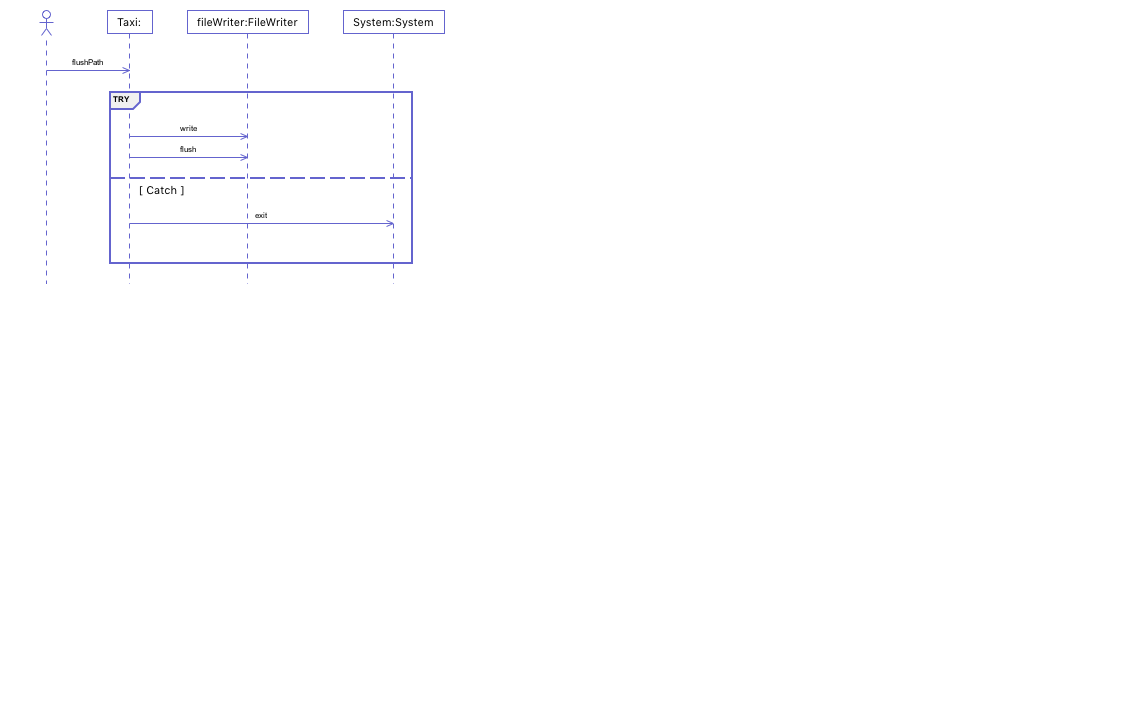 Taxi:
fileWriter:FileWriter
System:System
flushPath
TRY
write
flush
[ Catch ]
exit